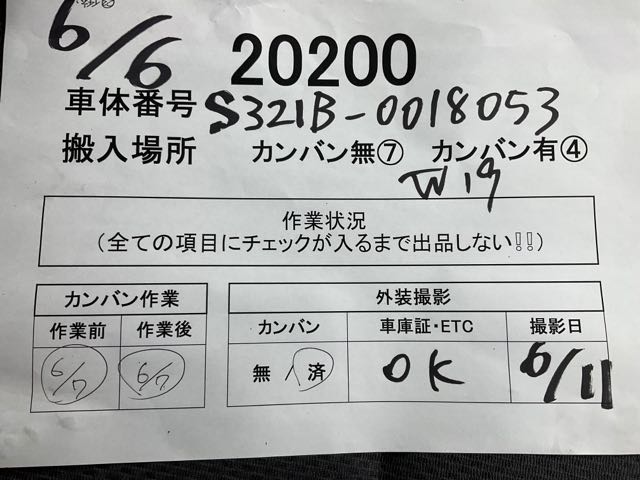 6/6 20200
車体番号 S321B-0018053
搬入場所 カンバン無⑦ カンバン有④
W19
作業状況
(全ての項目にチェックが入るまで出品しない!!)
カンバン作業 外装撮影
作業前 作業後 カンバン 車庫証・ETC 撮影日
6/7 6/7 無/済 OK 6/11